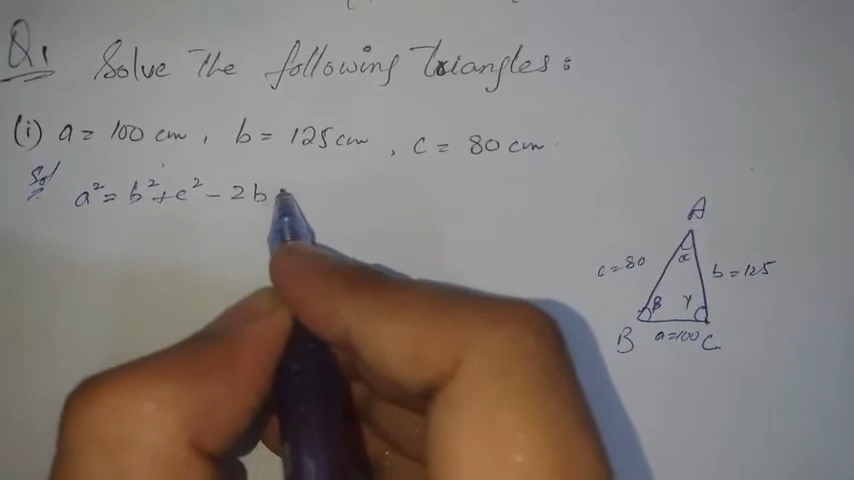 Q1 Solve The following Triangles:
(i) a = 100 cm, b = 125 cm, c = 80 cm.
Sol
a² = b² + c² - 2b
A
c = 80
α
b = 125
β
γ
B
a = 100
C